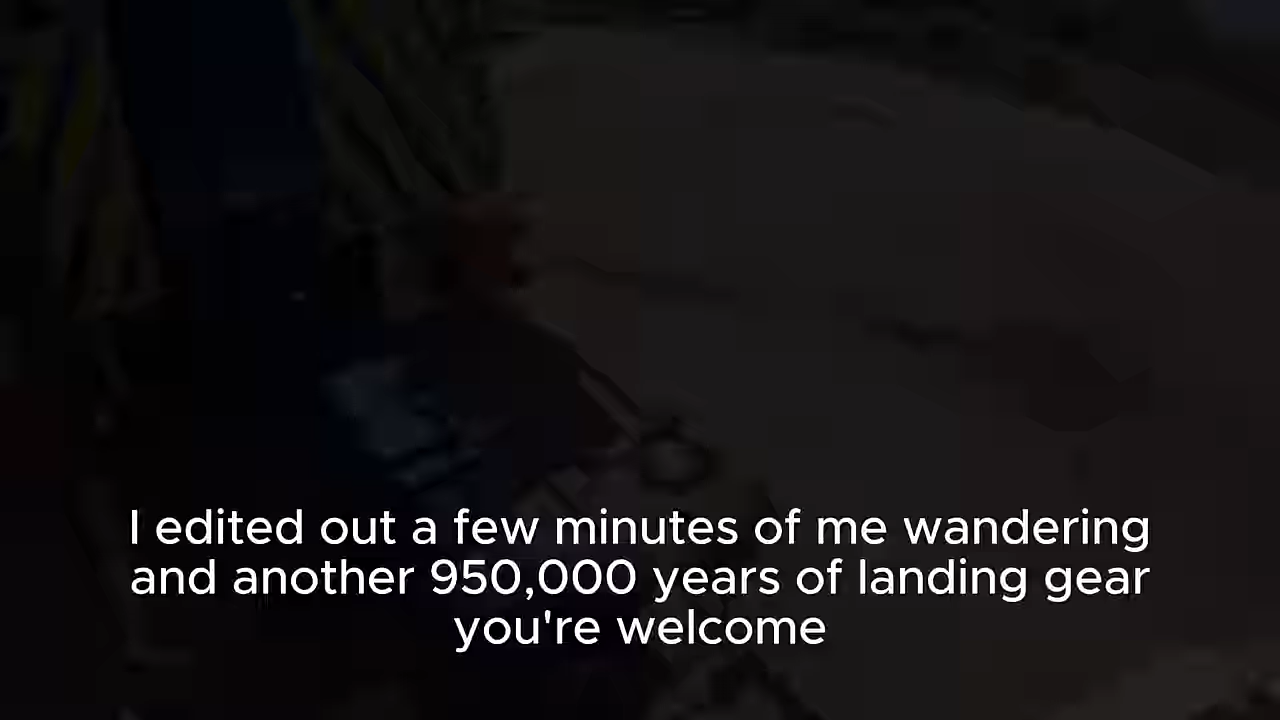 I edited out a few minutes of me wandering
and another 950,000 years of landing gear
you're welcome